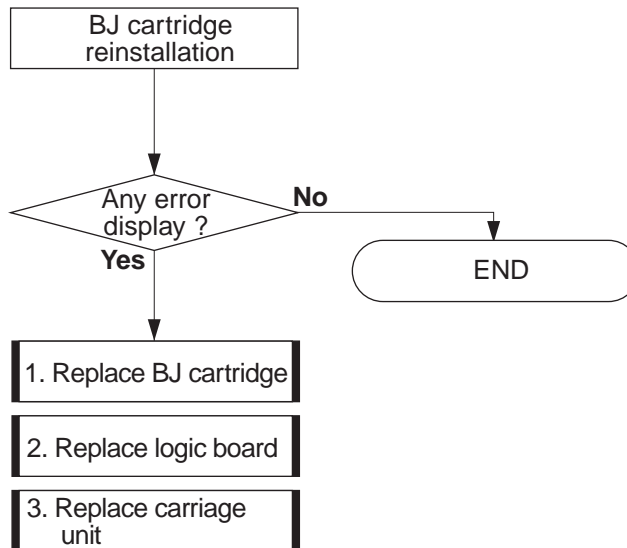 BJ cartridge
reinstallation
Any error
display ?
No
Yes
END
1. Replace BJ cartridge
2. Replace logic board
3. Replace carriage
unit